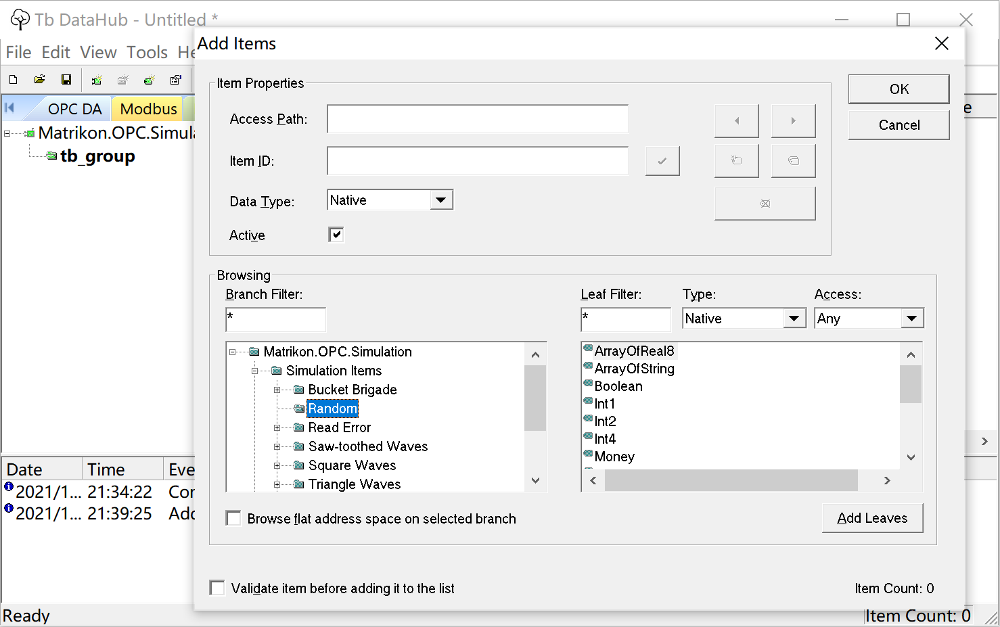 Tb DataHub - Untitled *
File Edit View Tools He
OPC DA Modbus
Matrikon.OPC.Simula
tb_group
Add Items
Item Properties
Access Path:
Item ID:
Data Type: Native
Active
OK
Cancel
Browsing
Branch Filter:
*
Leaf Filter: Type: Access:
* Native Any
Matrikon.OPC.Simulation
Simulation Items
Bucket Brigade
Random
Read Error
Saw-toothed Waves
Square Waves
Triangle Waves
ArrayOfReal8
ArrayOfString
Boolean
Int1
Int2
Int4
Money
Browse flat address space on selected branch
Add Leaves
Validate item before adding it to the list
Item Count: 0
e
Date Time Eve
2021/1... 21:34:22 Cor
2021/1... 21:39:25 Adc
Ready
Item Count: 0